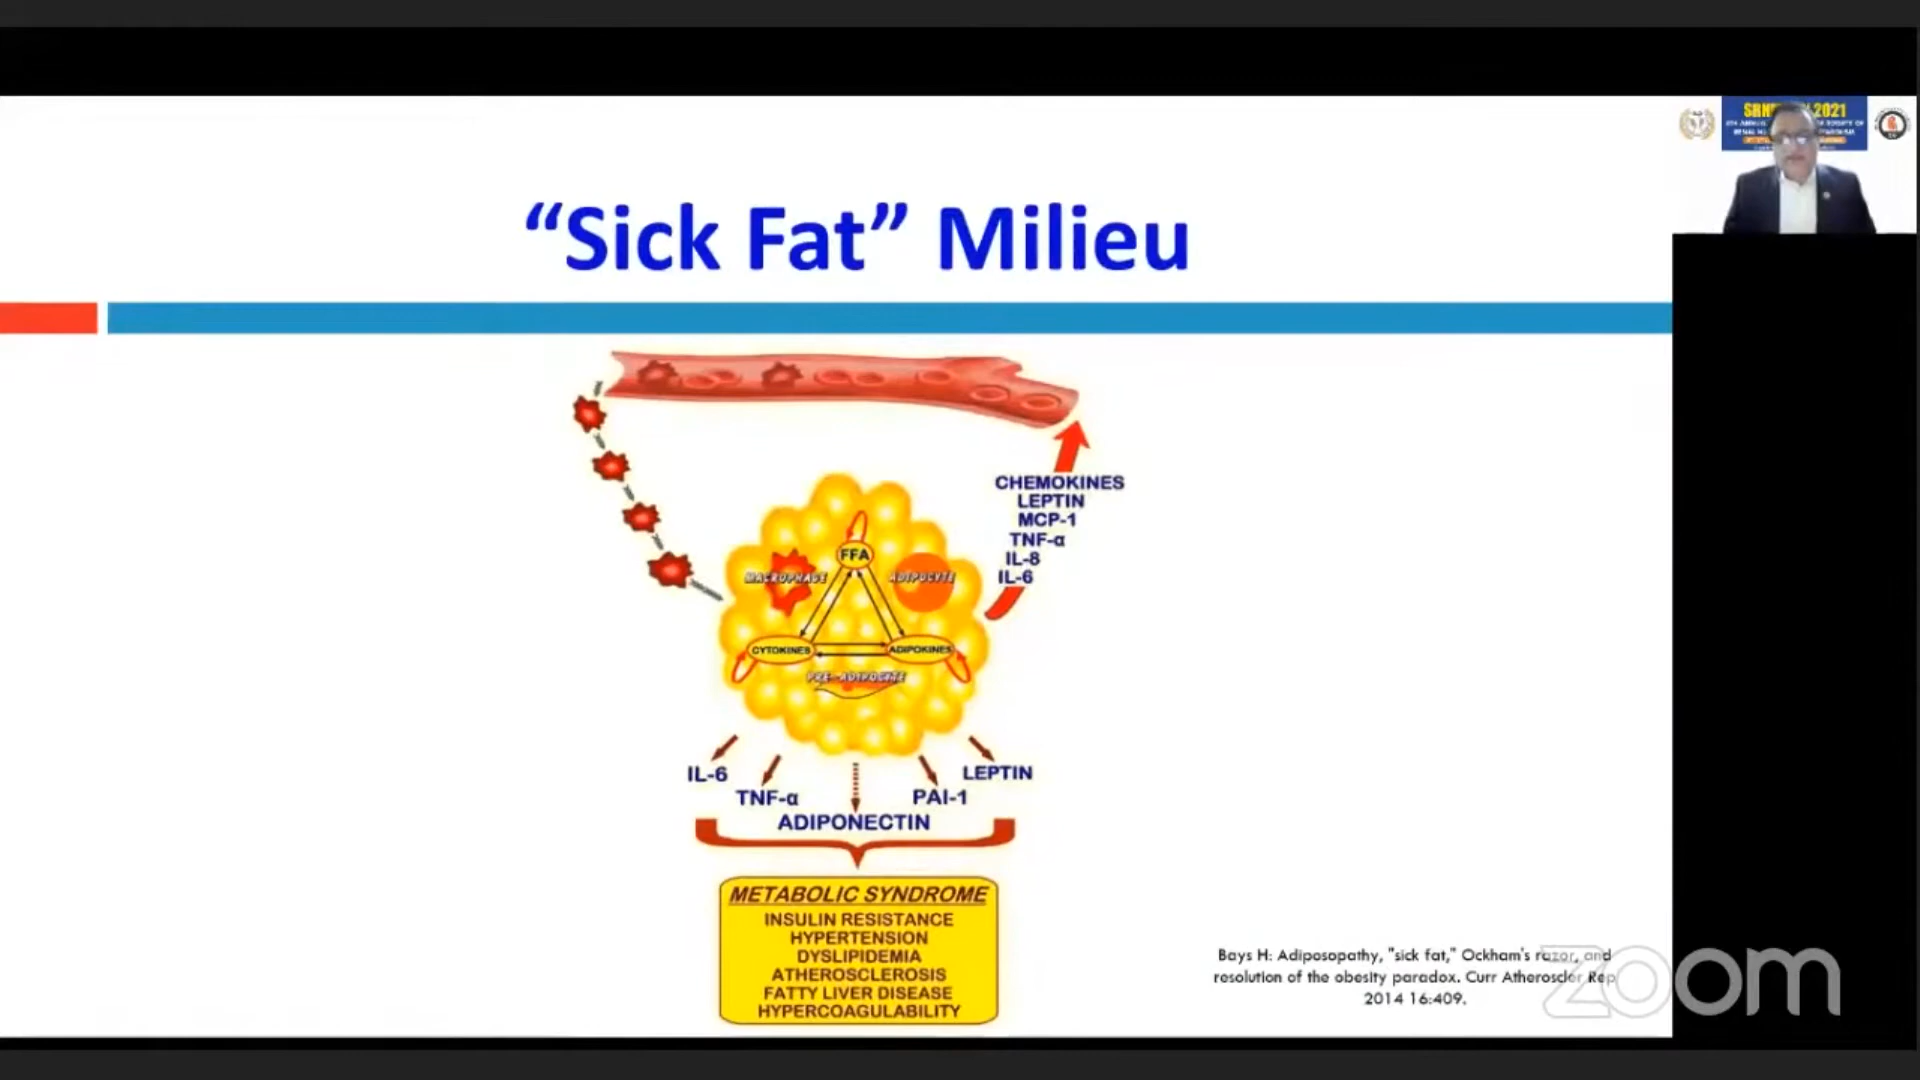 “Sick Fat” Milieu
CHEMOKINES
LEPTIN
MCP-1
TNF-α
IL-8
IL-6
FFA
MACROPHAGE
ADIPOCYTE
CYTOKINES
ADIPOKINES
PRE-ADIPOCYTE
IL-6
LEPTIN
TNF-α
PAI-1
ADIPONECTIN
METABOLIC SYNDROME
INSULIN RESISTANCE
HYPERTENSION
DYSLIPIDEMIA
ATHEROSCLEROSIS
FATTY LIVER DISEASE
HYPERCOAGULABILITY
Bays H: Adiposopathy, "sick fat," Ockham's razor, and
resolution of the obesity paradox. Curr Atheroscler Rep
2014 16:409.
zoom
2021